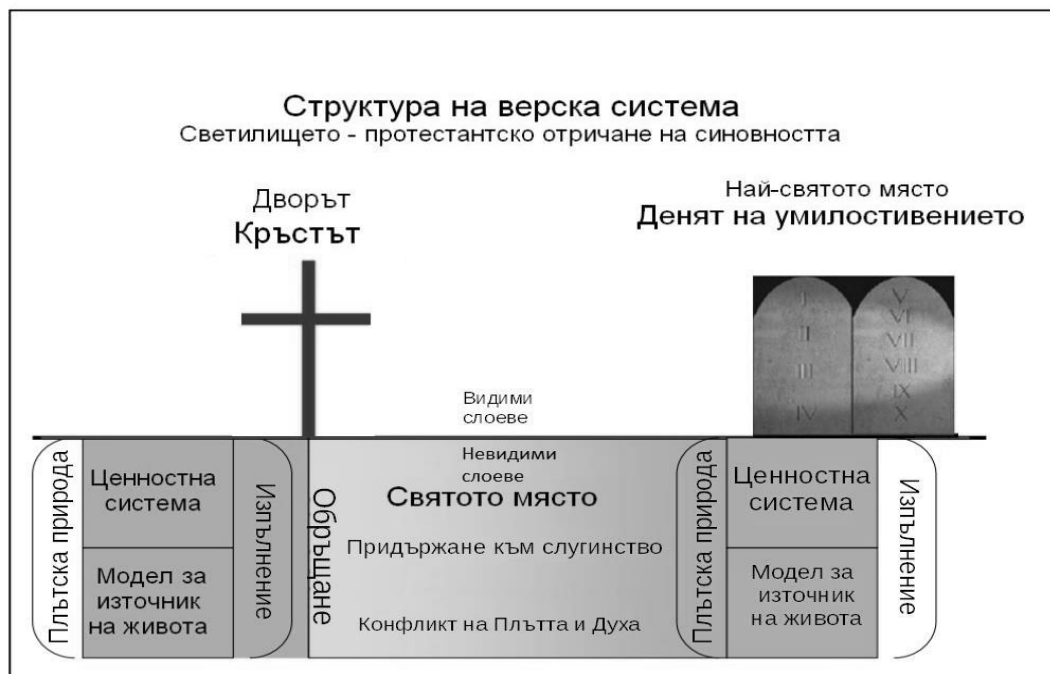 Структура на верска система
Светилището - протестантско отричане на синовността
Дворът
Кръстът
Най-святото място
Денят на умилостивението
I
II
III
IV
V
VI
VII
VIII
IX
X
Видими
слоеве
Невидими
слоеве
Плътска природа
Ценностна
система
Модел за
източник
на живота
Изпълнение
Обръщане
Святото място
Придържане към слугинство
Конфликт на Плътта и Духа
Плътска природа
Ценностна
система
Модел за
източник
на живота
Изпълнение